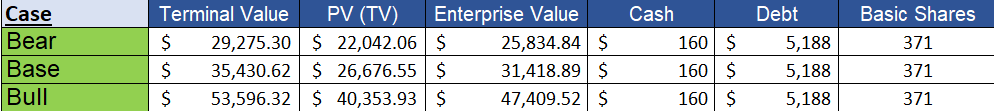 Case Terminal Value PV (TV) Enterprise Value Cash Debt Basic Shares
Bear $ 29,275.30 $ 22,042.06 $ 25,834.84 $ 160 $ 5,188 371
Base $ 35,430.62 $ 26,676.55 $ 31,418.89 $ 160 $ 5,188 371
Bull $ 53,596.32 $ 40,353.93 $ 47,409.52 $ 160 $ 5,188 371